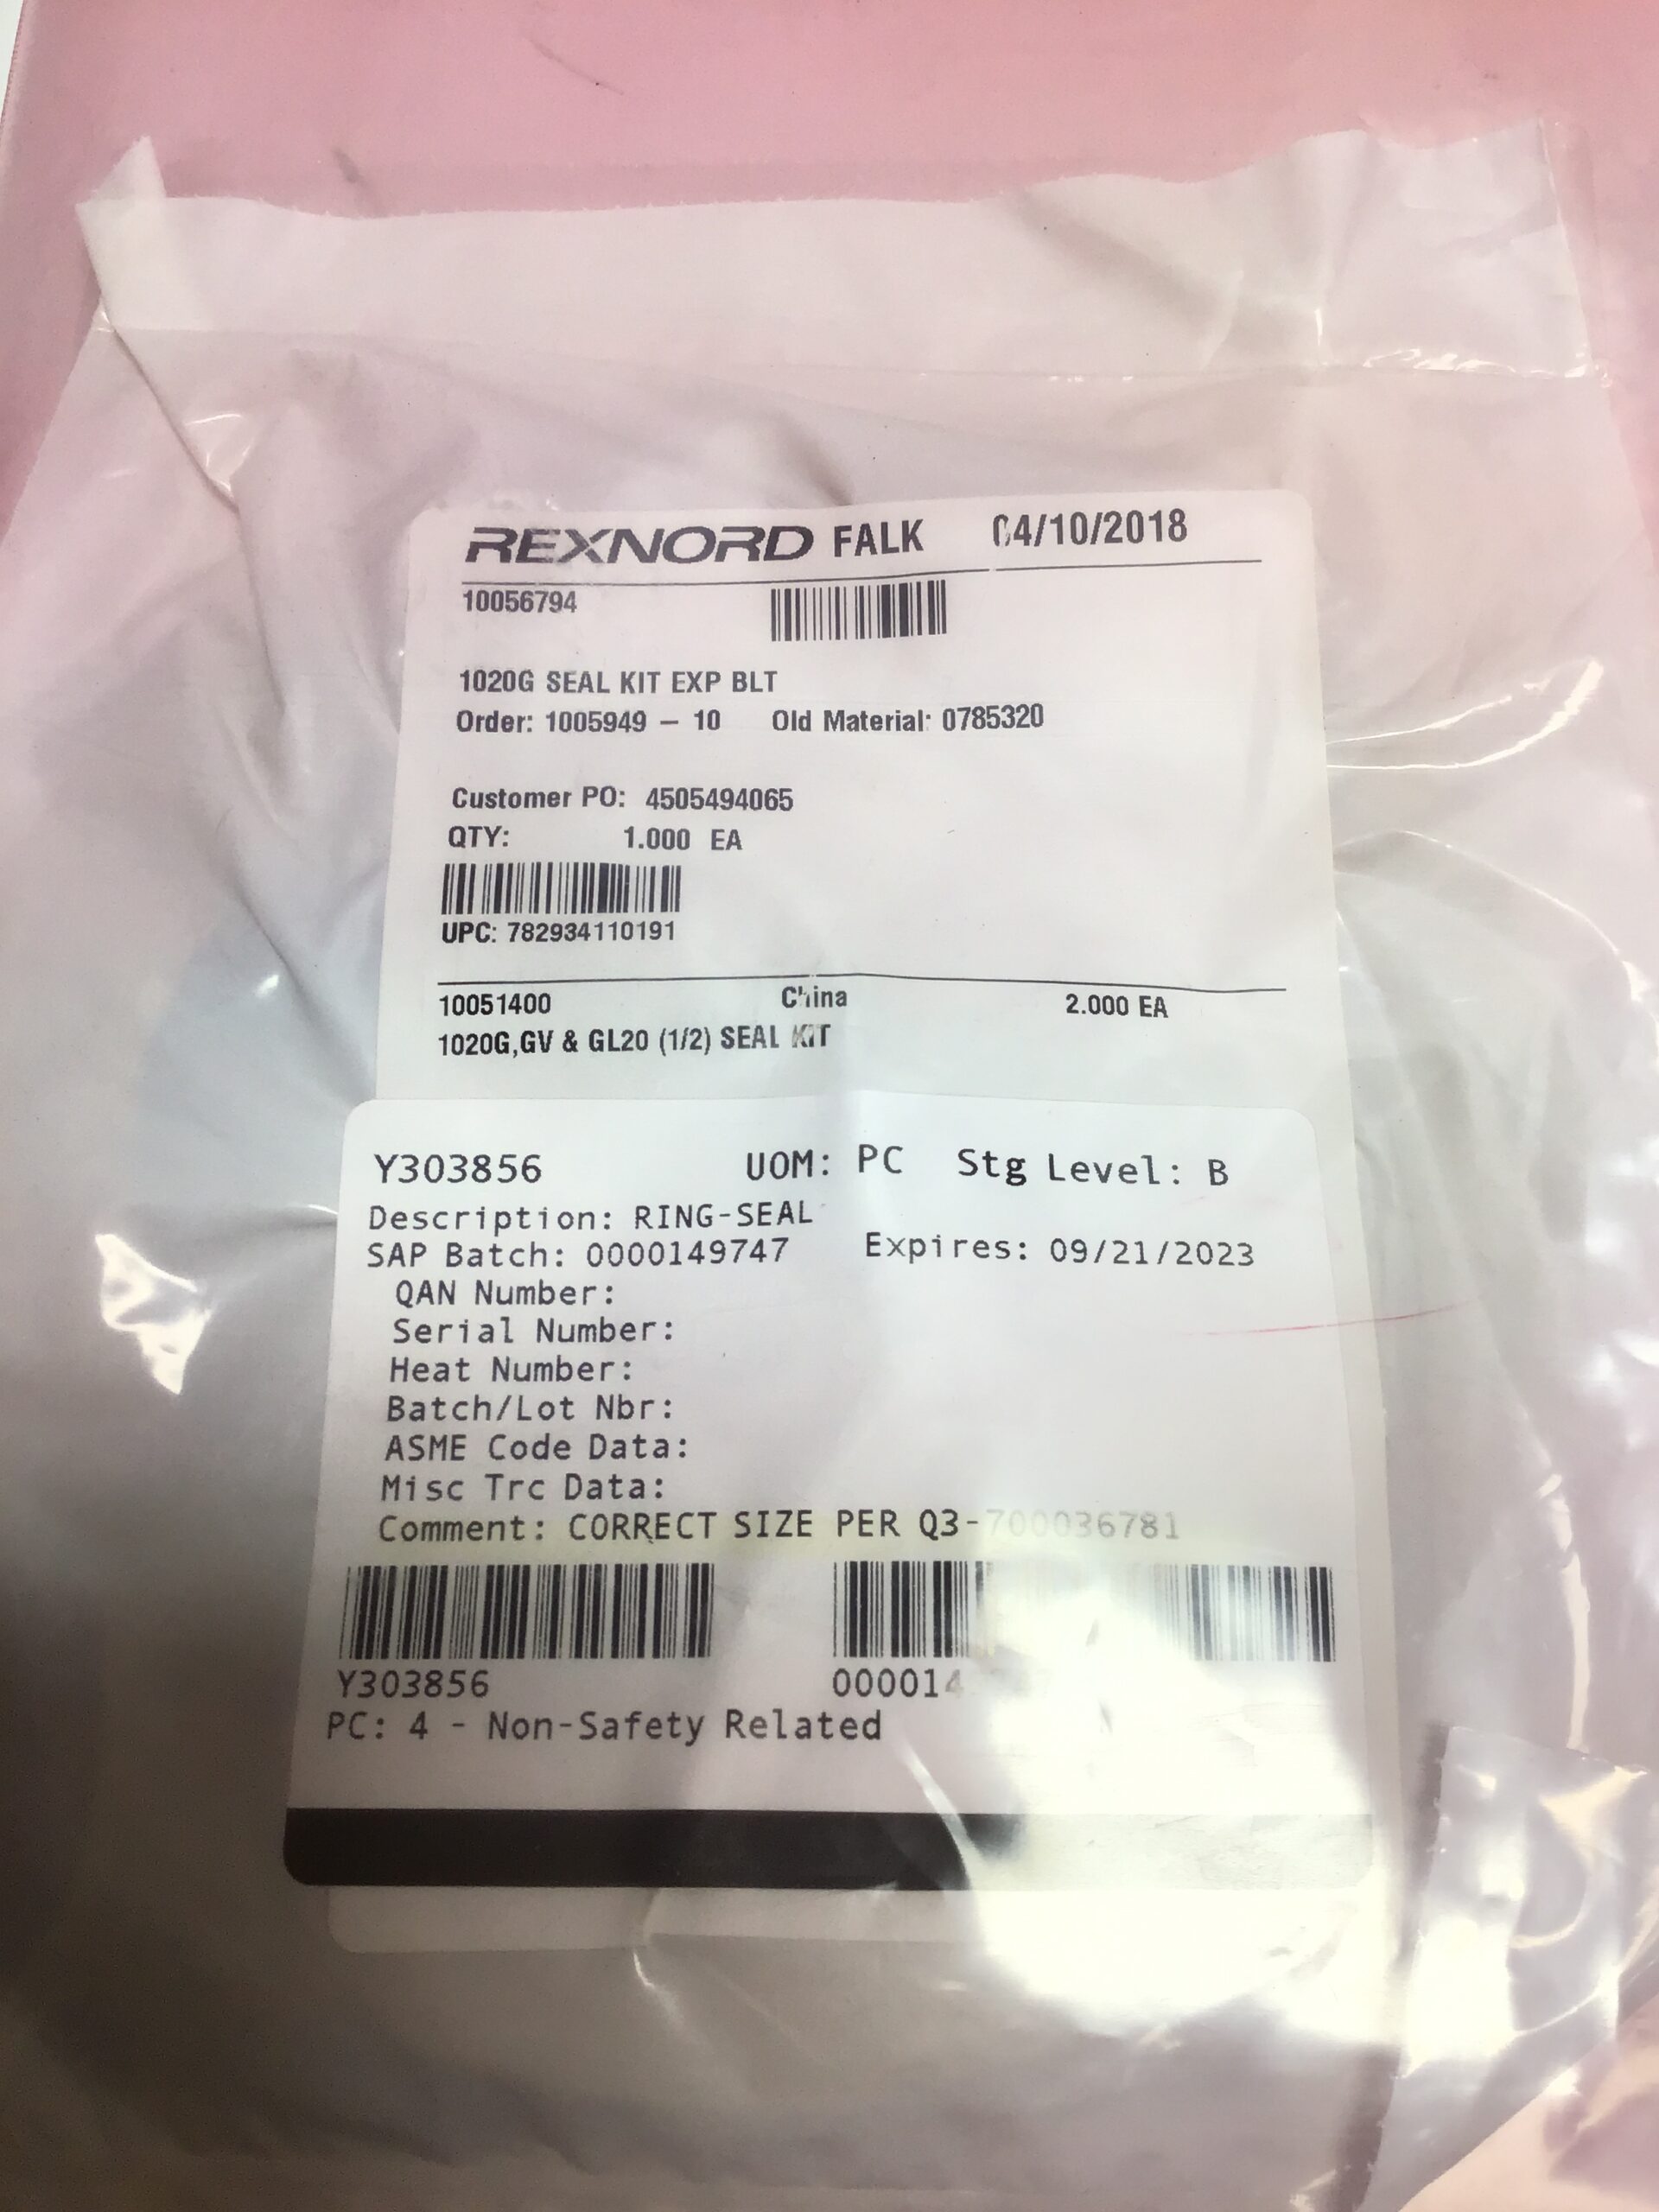 REXNORD FALK 04/10/2018
10056794
1020G SEAL KIT EXP BLT
Order: 1005949 – 10 Old Material: 0785320
Customer PO: 4505494065
QTY: 1.000 EA
UPC: 782934110191
10051400 China 2.000 EA
1020G,GV & GL20 (1/2) SEAL KIT
Y303856 UOM: PC Stg Level: B
Description: RING-SEAL
SAP Batch: 0000149747 Expires: 09/21/2023
QAN Number:
Serial Number:
Heat Number:
Batch/Lot Nbr:
ASME Code Data:
Misc Trc Data:
Comment: CORRECT SIZE PER Q3-700036781
Y303856
PC: 4 - Non-Safety Related